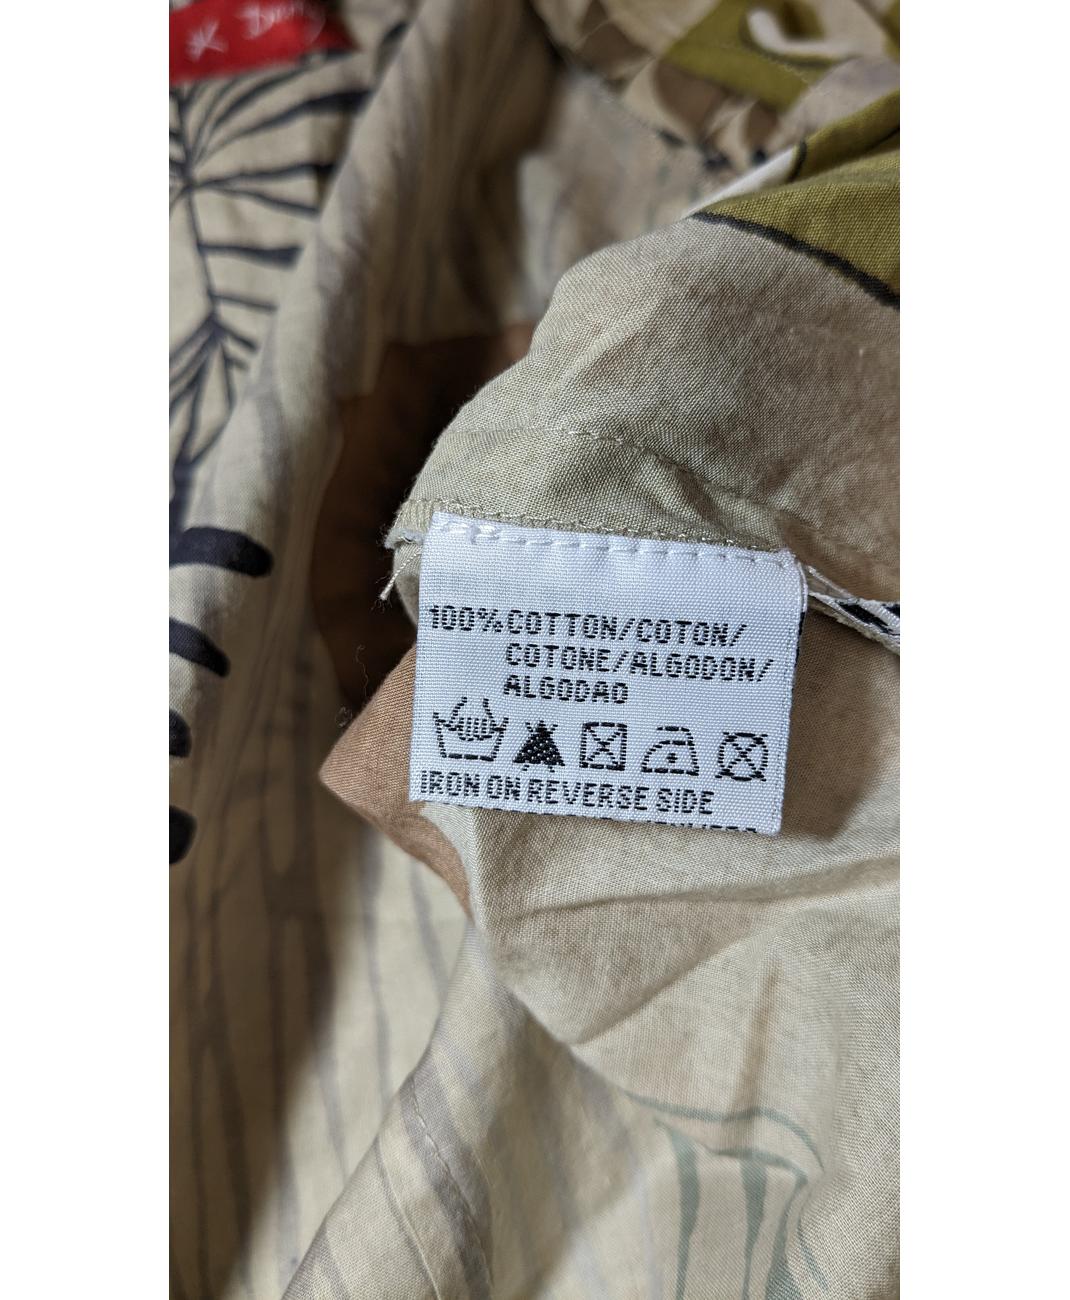 100% COTTON/COTON/
COTONE/ALGODON/
ALGODAO
IRON ON REVERSE SIDE